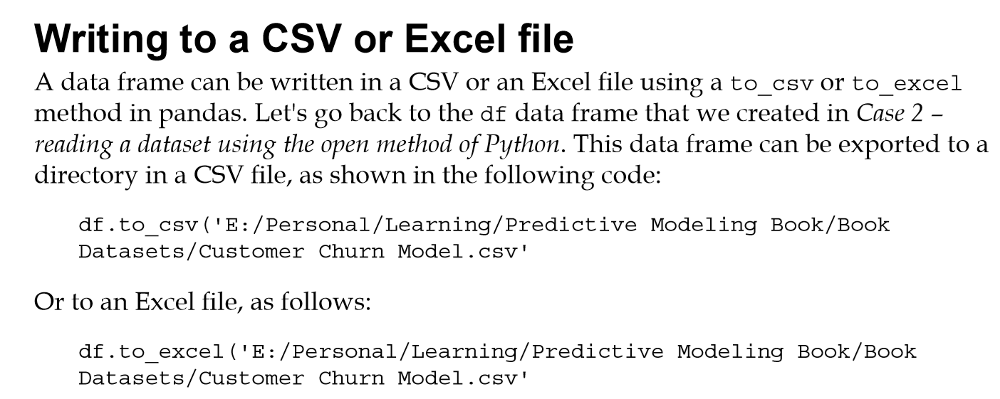 Writing to a CSV or Excel file
A data frame can be written in a CSV or an Excel file using a to_csv or to_excel
method in pandas. Let's go back to the df data frame that we created in Case 2 –
reading a dataset using the open method of Python. This data frame can be exported to a
directory in a CSV file, as shown in the following code:
df.to_csv('E:/Personal/Learning/Predictive Modeling Book/Book
Datasets/Customer Churn Model.csv'
Or to an Excel file, as follows:
df.to_excel('E:/Personal/Learning/Predictive Modeling Book/Book
Datasets/Customer Churn Model.csv'